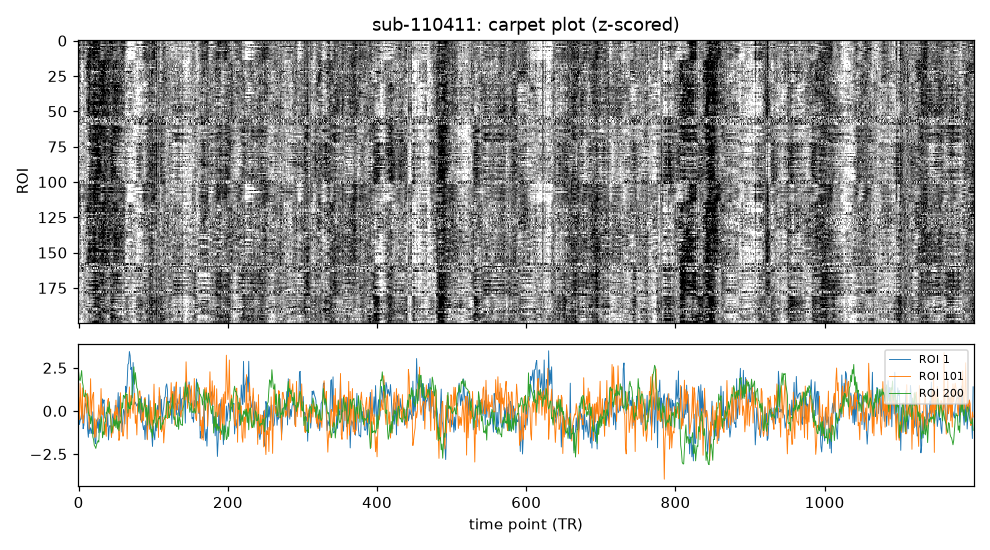 sub-110411: carpet plot (z-scored)
0
25
50
75
100
125
150
175
ROI
2.5
0.0
−2.5
ROI 1
ROI 101
ROI 200
0
200
400
600
800
1000
time point (TR)